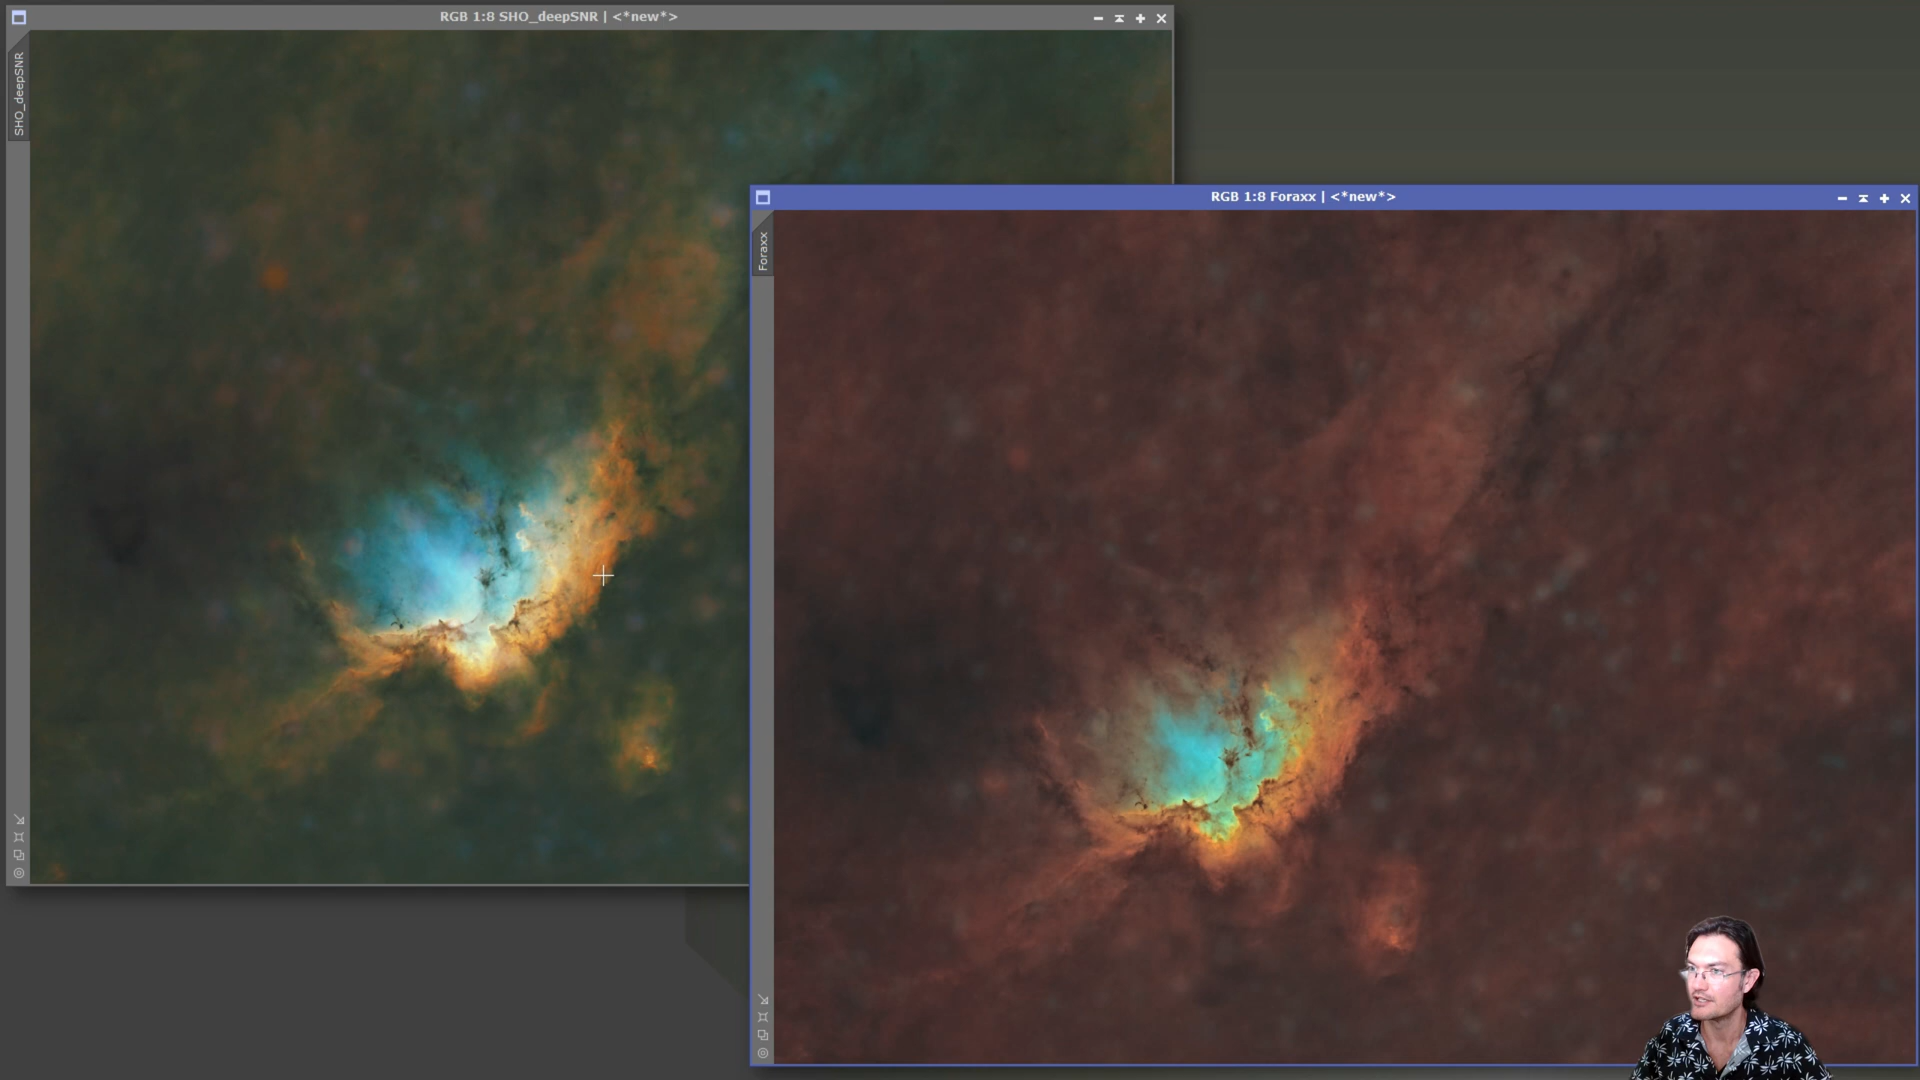 RGB 1:8 SHO_deepSNR | <*new*>
SHO_deepSNR
RGB 1:8 Foraxx | <*new*>
Foraxx